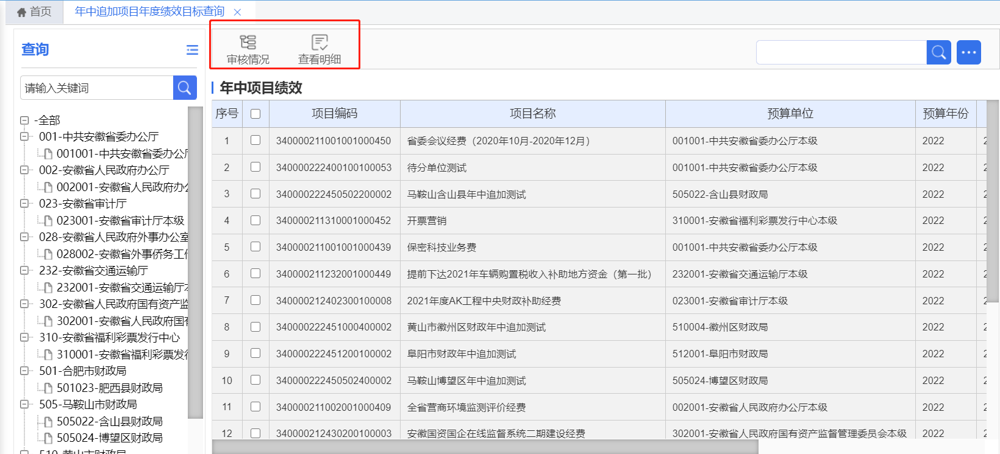 首页 年中追加项目年度绩效目标查询
查询
请输入关键词
-全部
001-中共安徽省委办公厅
001001-中共安徽省委办公厅
002-安徽省人民政府办公厅
002001-安徽省人民政府办公
023-安徽省审计厅
023001-安徽省审计厅本级
028-安徽省人民政府外事办公室
028002-安徽省外事侨务工作
232-安徽省交通运输厅
232001-安徽省交通运输厅本
302-安徽省人民政府国有资产监
302001-安徽省人民政府国有
310-安徽省福利彩票发行中心
310001-安徽省福利彩票发行
501-合肥市财政局
501023-肥西县财政局
505-马鞍山市财政局
505022-含山县财政局
505024-博望区财政局
510-黄山市财政局
审核情况 查看明细
年中项目绩效
序号 项目编码 项目名称 预算单位 预算年份
1 340000211001001000450 省委会议经费（2020年10月-2020年12月） 001001-中共安徽省委办公厅本级 2022 2
2 340000222400100100053 待分单位测试 001001-中共安徽省委办公厅本级 2022 2
3 340000222450502200002 马鞍山含山县年中追加测试 505022-含山县财政局 2022 2
4 340000211310001000452 开票营销 310001-安徽省福利彩票发行中心本级 2022 2
5 340000211001001000439 保密科技业务费 001001-中共安徽省委办公厅本级 2022 2
6 340000211232001000449 提前下达2021年车辆购置税收入补助地方资金（第一批） 232001-安徽省交通运输厅本级 2022 2
7 340000212402300100008 2021年度AK工程中央财政补助经费 023001-安徽省审计厅本级 2022 2
8 340000222451000400002 黄山市徽州区财政年中追加测试 510004-徽州区财政局 2022 2
9 340000222451200100002 阜阳市财政年中追加测试 512001-阜阳市财政局 2022 2
10 340000222450502400002 马鞍山博望区年中追加测试 505024-博望区财政局 2022 2
11 340000211002001000409 全省营商环境监测评价经费 002001-安徽省人民政府办公厅本级 2022 2
12 340000212430200100003 安徽国资国企在线监督系统二期建设经费 302001-安徽省人民政府国有资产监督管理委员会本级 2022 2